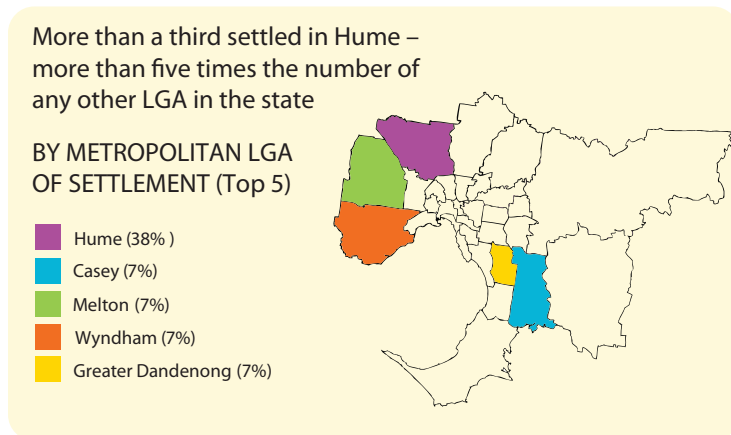 More than a third settled in Hume –
more than five times the number of
any other LGA in the state
BY METROPOLITAN LGA
OF SETTLEMENT (Top 5)
Hume (38% )
Casey (7%)
Melton (7%)
Wyndham (7%)
Greater Dandenong (7%)